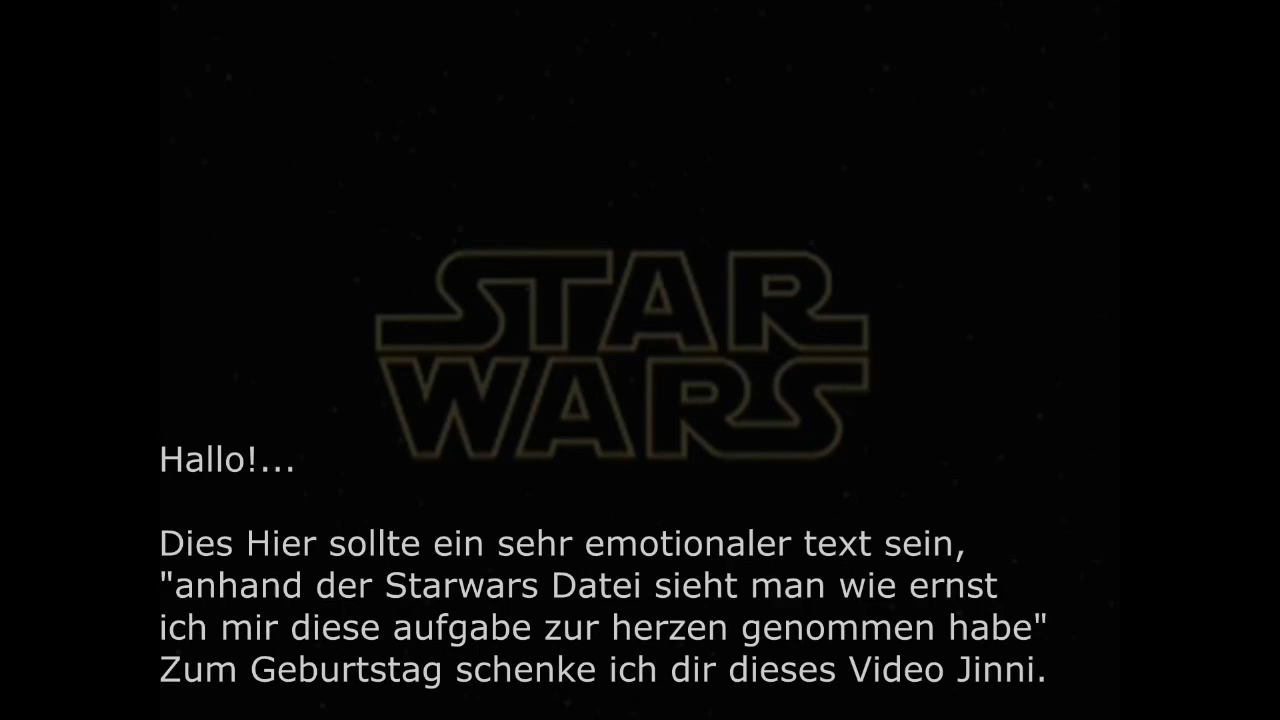 STAR
WARS
Hallo!...
Dies Hier sollte ein sehr emotionaler text sein,
"anhand der Starwars Datei sieht man wie ernst
ich mir diese aufgabe zur herzen genommen habe"
Zum Geburtstag schenke ich dir dieses Video Jinni.